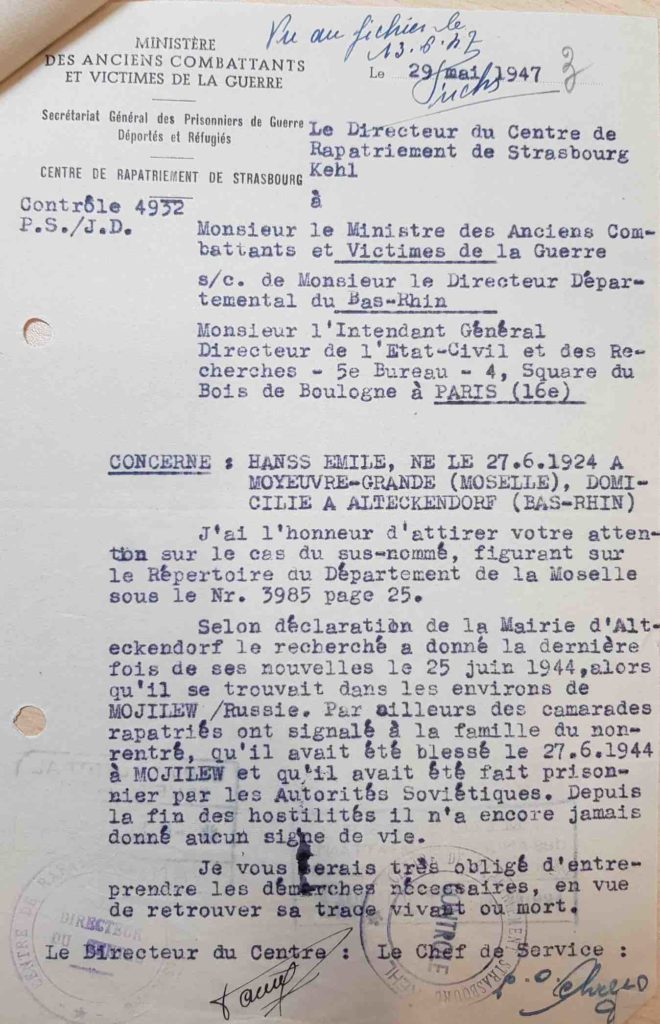 MINISTÈRE
DES ANCIENS COMBATTANTS
ET VICTIMES DE LA GUERRE
Secrétariat Général des Prisonniers de Guerre
Déportés et Réfugiés
CENTRE DE RAPATRIEMENT DE STRASBOURG
Contrôle 4932
P.S./J.D.
Vu au fichier le
13.6.47
Fuchs
Le 29 mai 1947
3
Le Directeur du Centre de
Rapatriement de Strasbourg
Kehl
à
Monsieur le Ministre des Anciens Com-
battants et Victimes de la Guerre
s/c. de Monsieur le Directeur Dépar-
temental du Bas-Rhin
Monsieur l'Intendant Général
Directeur de l'Etat-Civil et des Re-
cherches - 5e Bureau - 4, Square du
Bois de Boulogne à PARIS (16e)
CONCERNE : HANSS EMILE, NE LE 27.6.1924 A
MOYEUVRE-GRANDE (MOSELLE), DOMI-
CILIE A ALTECKENDORF (BAS-RHIN)
J'ai l'honneur d'attirer votre atten-
tbn sur le cas du sus-nommé, figurant sur
le Répertoire du Département de la Moselle
sous le Nr. 3985 page 25.
Selon déclaration de la Mairie d'Alt-
eckendorf le recherché a donné la dernière
fois de ses nouvelles le 25 juin 1944,alors
qu'il se trouvait dans les environs de
MOJILEW /Russie. Par ailleurs des camarades
rapatriés ont signalé à la famille du non-
rentré, qu'il avait été blessé le 27.6.1944
à MOJILEW et qu'il avait été fait prison-
nier par les Autorités Soviétiques. Depuis
la fin des hostilités il n'a encore jamais
donné aucun signe de vie.
Je vous serais très obligé d'entre-
prendre les démarches nécessaires, en vue
de retrouver sa trace vivant ou mort.
Le Directeur du Centre : Le Chef de Service :
CENTRE DE
DIRECTEUR
DU CENTRE
CONTROLE
STRASBOURG
KEHL